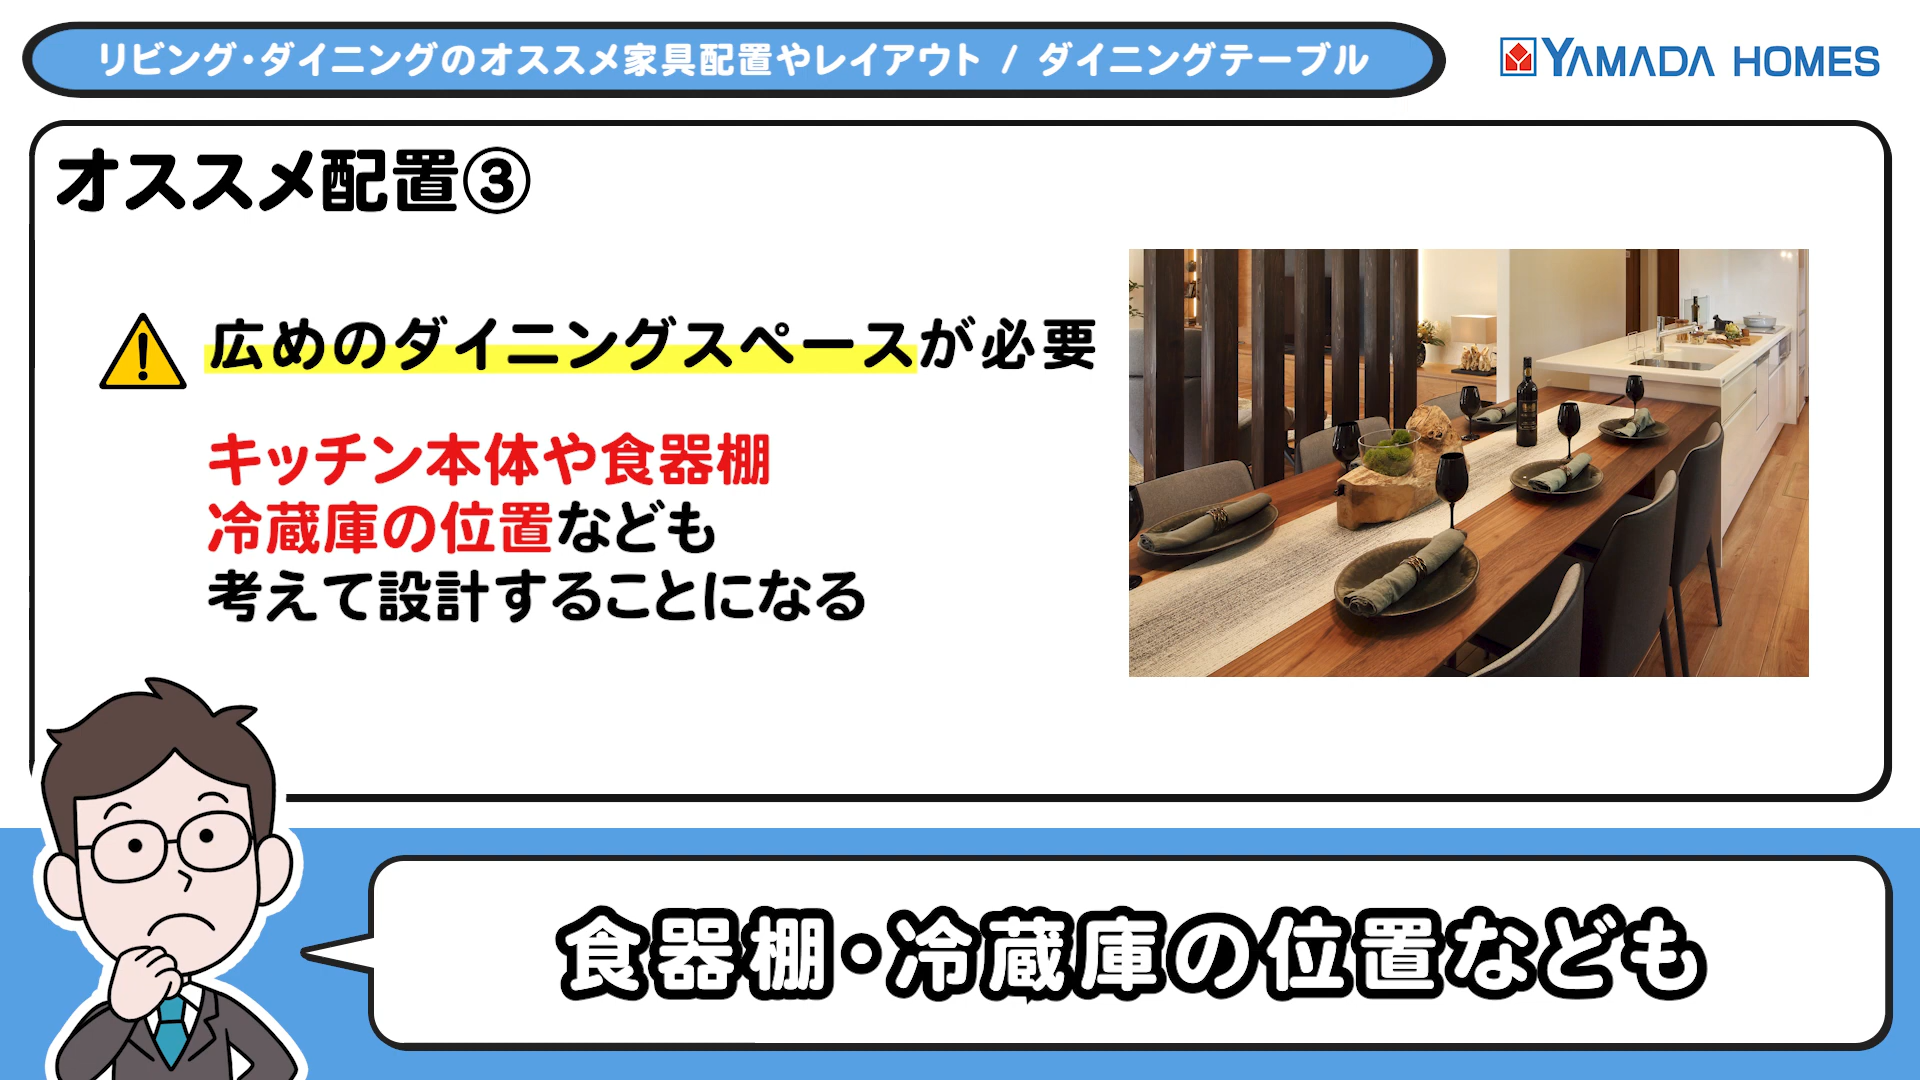 リビング・ダイニングのオススメ家具配置やレイアウト / ダイニングテーブル
YAMADA HOMES
オススメ配置③
広めのダイニングスペースが必要
キッチン本体や食器棚
冷蔵庫の位置なども
考えて設計することになる
食器棚・冷蔵庫の位置なども